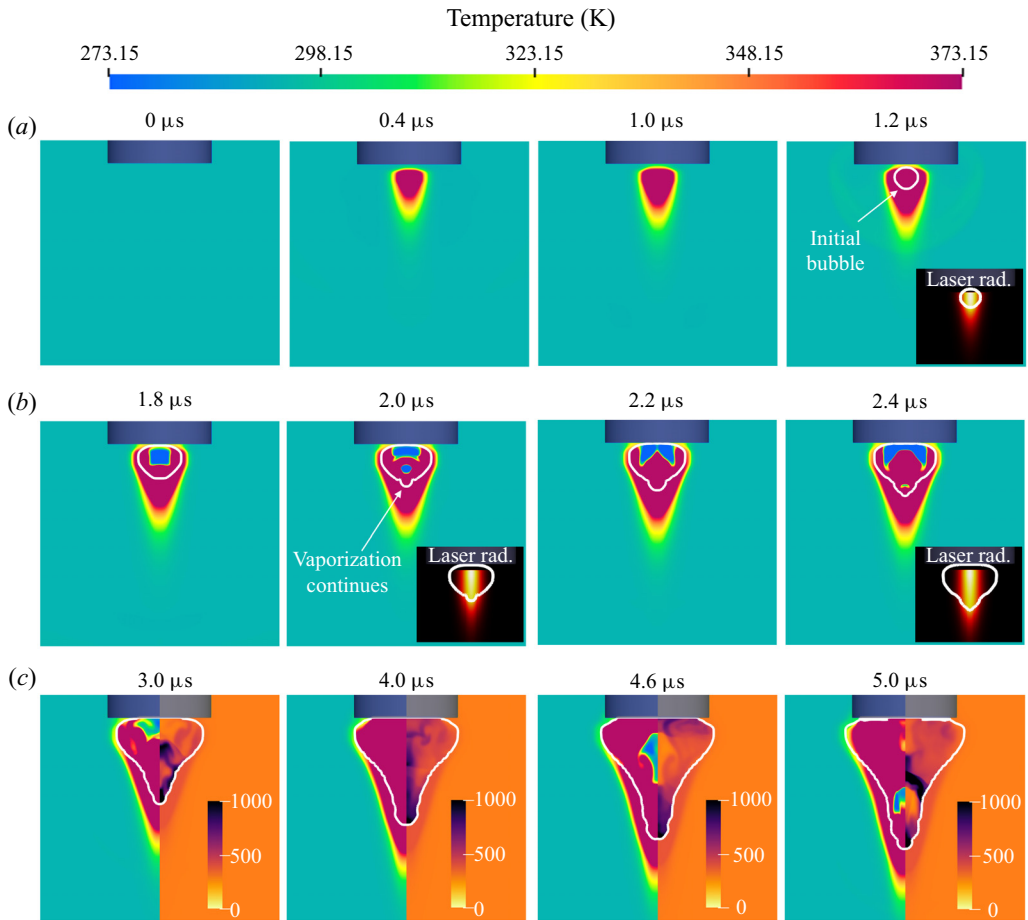 Temperature (K)
273.15 298.15 323.15 348.15 373.15
(a)
0 μs 0.4 μs 1.0 μs 1.2 μs
Initial
bubble
Laser rad.
(b)
1.8 μs 2.0 μs 2.2 μs 2.4 μs
Vaporization
continues
Laser rad.
Laser rad.
(c)
3.0 μs 4.0 μs 4.6 μs 5.0 μs
1000 1000 1000 1000
500 500 500 500
0 0 0 0